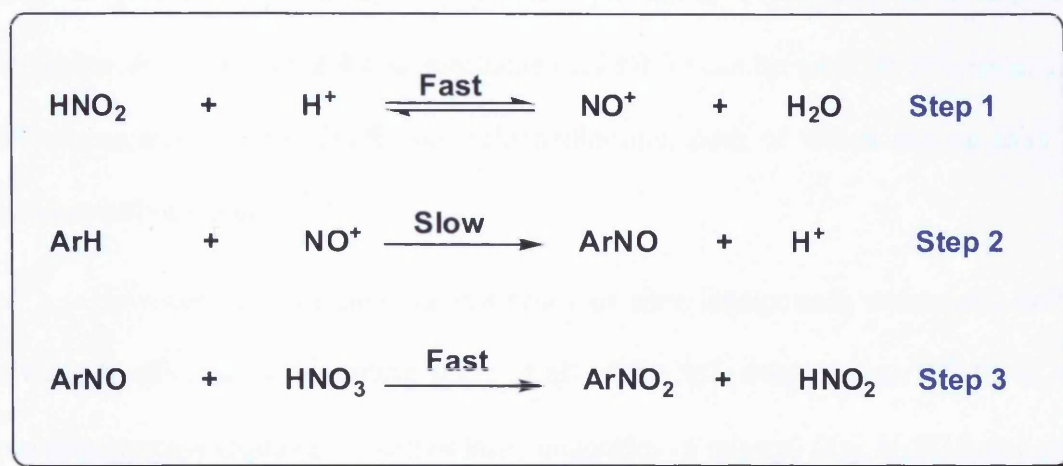 HNO₂ + H⁺ Fast NO⁺ + H₂O Step 1
ArH + NO⁺ Slow ArNO + H⁺ Step 2
ArNO + HNO₃ Fast ArNO₂ + HNO₂ Step 3